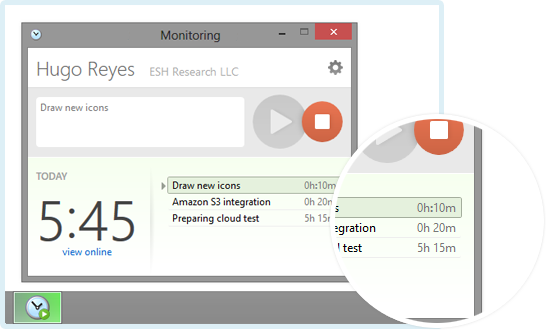 Monitoring
Hugo Reyes ESH Research LLC
Draw new icons
TODAY
5:45
view online
Draw new icons 0h:10m
Amazon S3 integration 0h 20m
Preparing cloud test 5h 15m
s 0h:10m
egration 0h 20m
l test 5h 15m